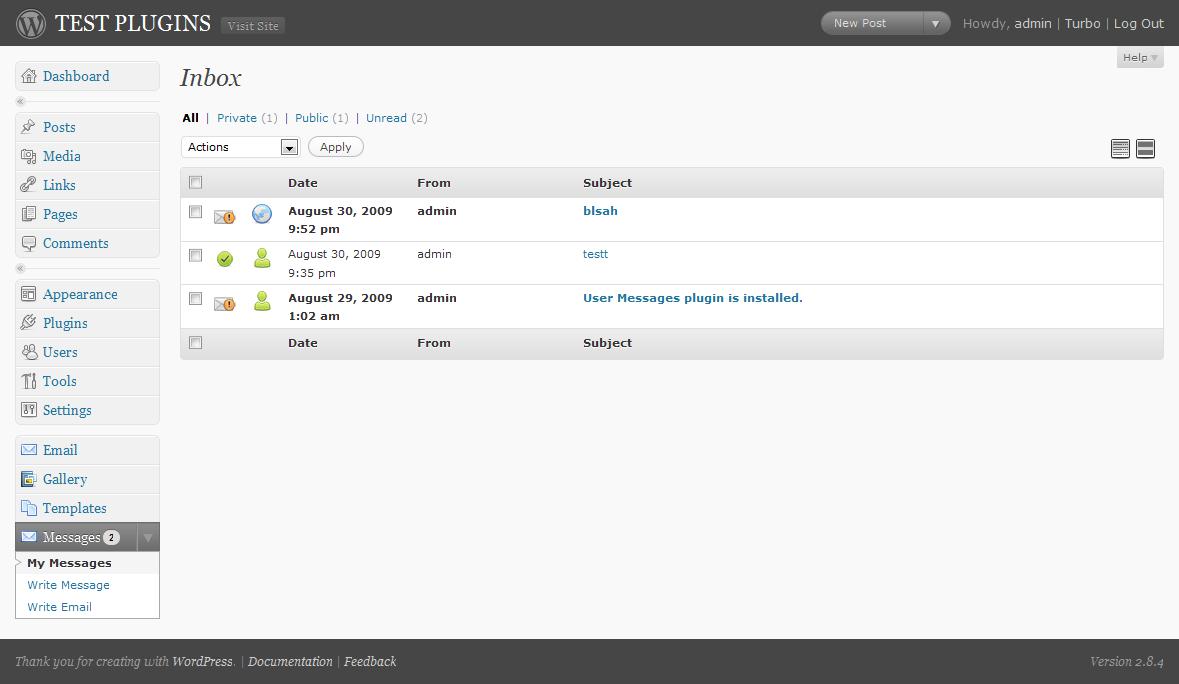 TEST PLUGINS Visit Site New Post Howdy, admin | Turbo | Log Out
Help
Dashboard
Posts
Media
Links
Pages
Comments
Appearance
Plugins
Users
Tools
Settings
Email
Gallery
Templates
Messages 2
My Messages
Write Message
Write Email
Inbox
All | Private (1) | Public (1) | Unread (2)
Actions Apply
Date From Subject
August 30, 2009 admin blsah
9:52 pm
August 30, 2009 admin testt
9:35 pm
August 29, 2009 admin User Messages plugin is installed.
1:02 am
Date From Subject
Thank you for creating with WordPress. | Documentation | Feedback Version 2.8.4